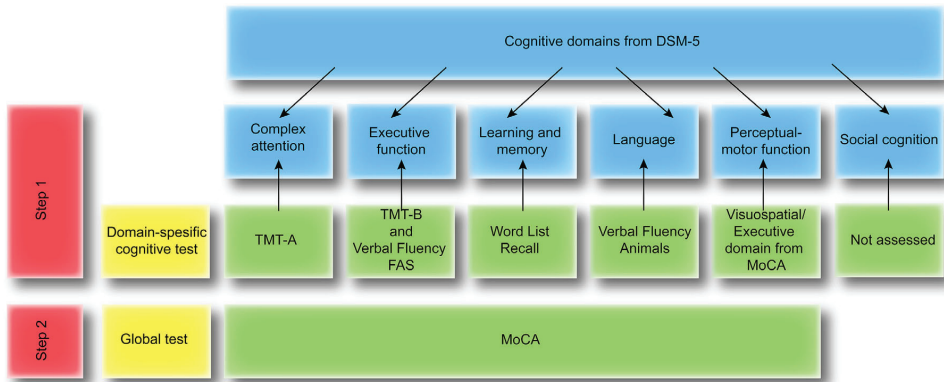 Cognitive domains from DSM-5
Complex
attention
Executive
function
Learning and
memory
Language
Perceptual-
motor function
Social cognition
Step 1
Domain-spesific
cognitive test
TMT-A
TMT-B
and
Verbal Fluency
FAS
Word List
Recall
Verbal Fluency
Animals
Visuospatial/
Executive
domain from
MoCA
Not assessed
Step 2
Global test
MoCA